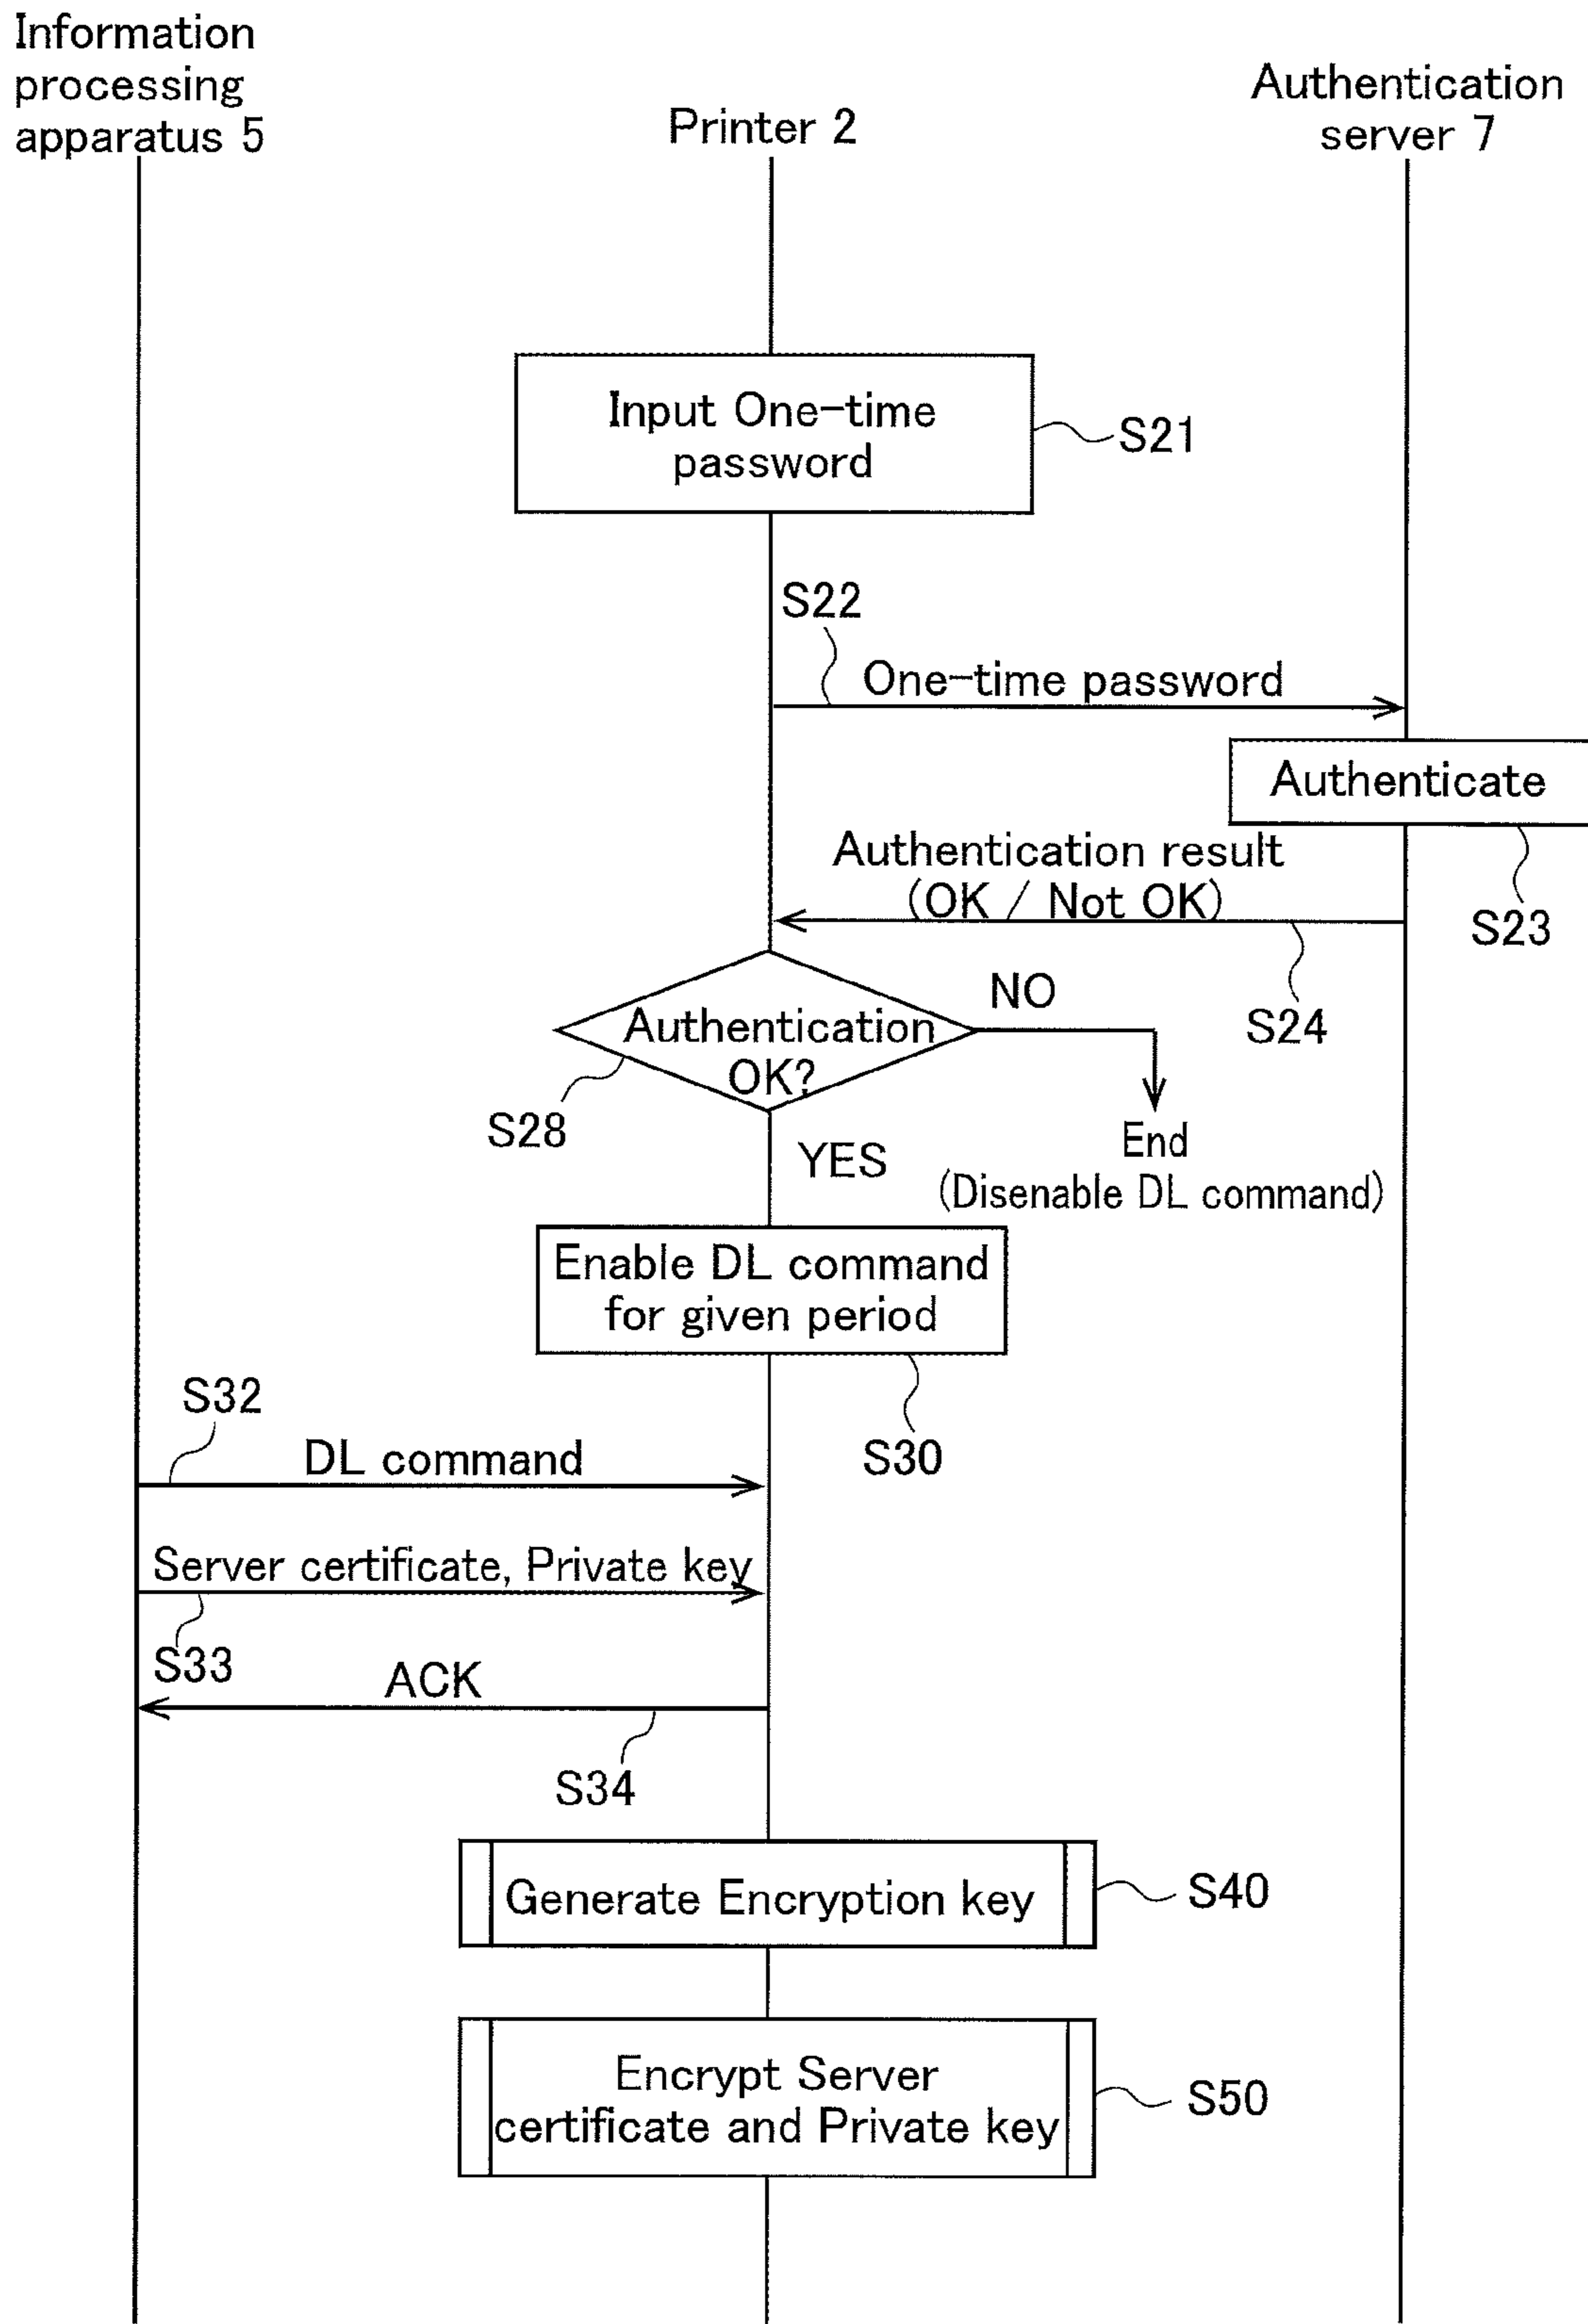 Information
processing
apparatus 5
Printer 2
Authentication
server 7
Input One-time
password
S21
S22
One-time password
Authenticate
S23
Authentication result
(OK / Not OK)
S24
Authentication
OK?
S28
NO
End
(Disenable DL command)
YES
Enable DL command
for given period
S30
S32
DL command
Server certificate, Private key
S33
ACK
S34
Generate Encryption key
S40
Encrypt Server
certificate and Private key
S50